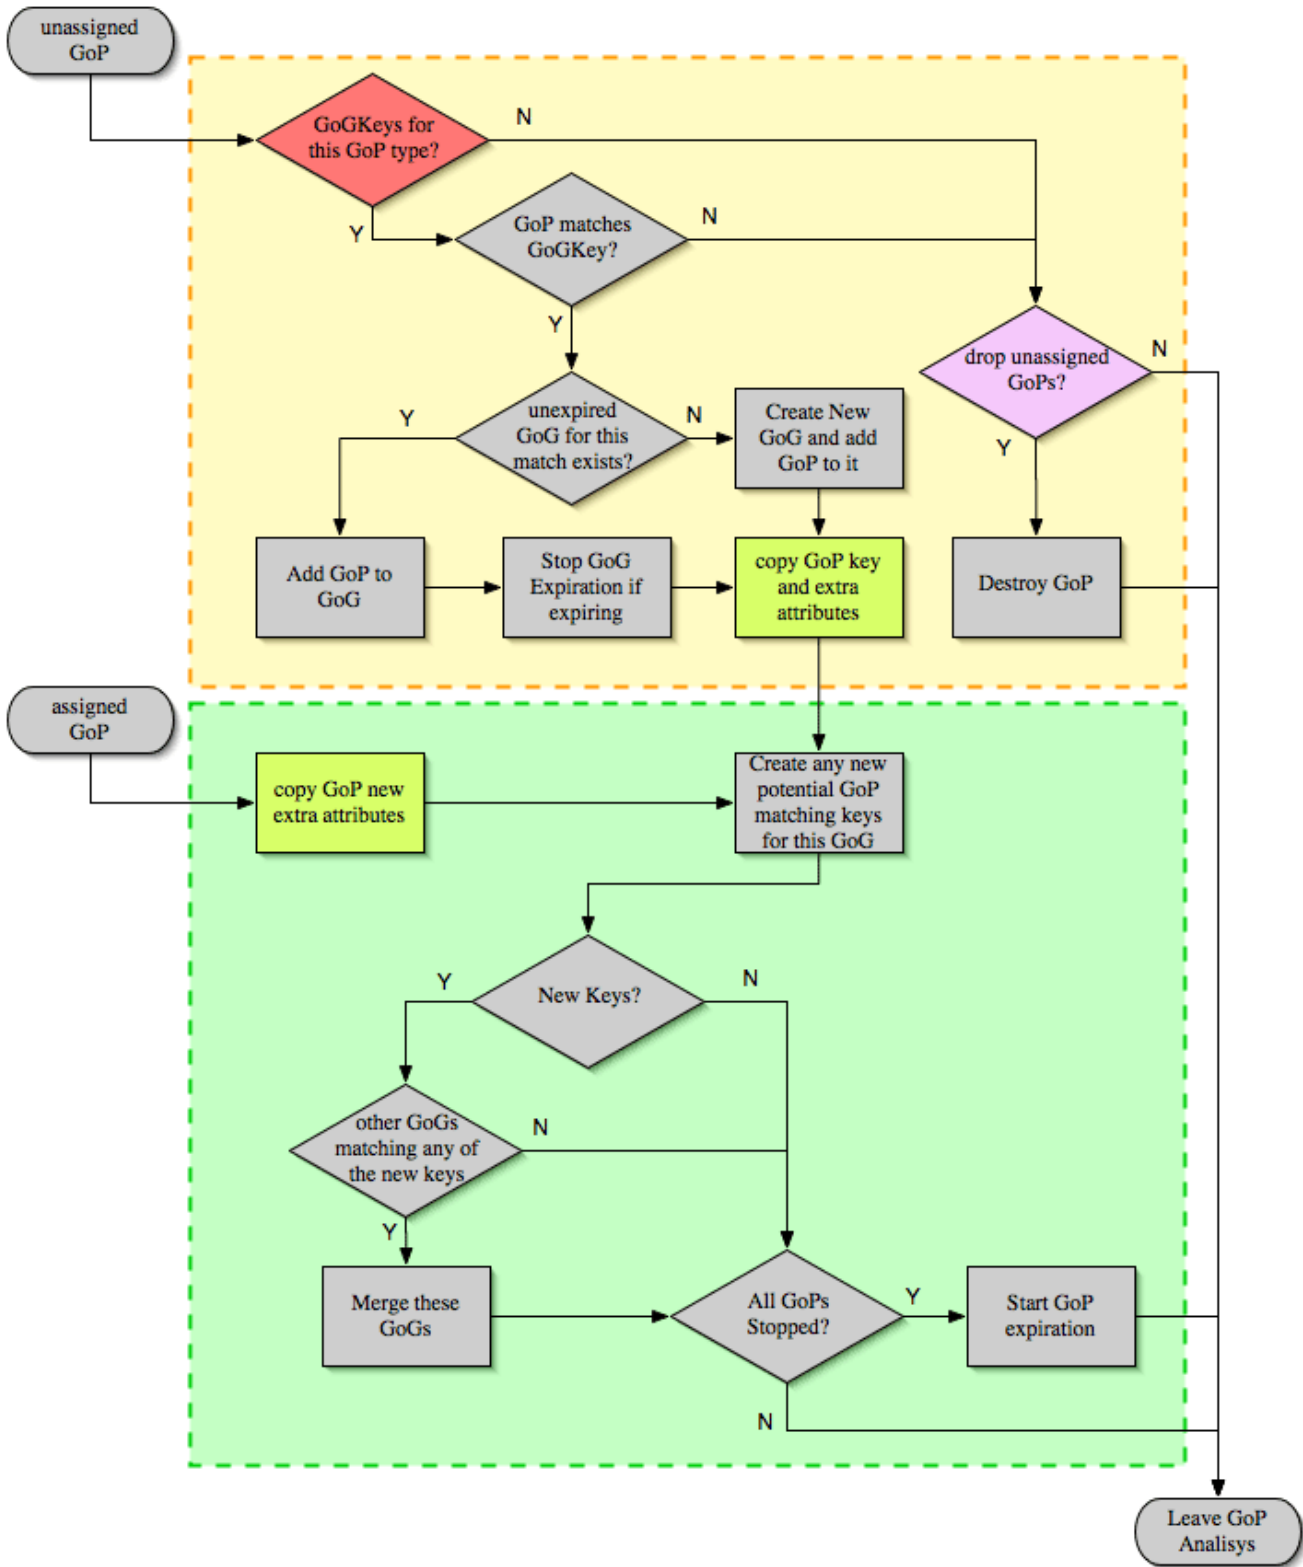 unassigned
GoP
GoGKeys for
this GoP type?
N
Y
GoP matches
GoGKey?
N
Y
drop unassigned
GoPs?
N
Y
unexpired
GoG for this
match exists?
Y
N
Create New
GoG and add
GoP to it
Add GoP to
GoG
Stop GoG
Expiration if
expiring
copy GoP key
and extra
attributes
Destroy GoP
assigned
GoP
copy GoP new
extra attributes
Create any new
potential GoP
matching keys
for this GoG
New Keys?
Y
N
other GoGs
matching any of
the new keys
N
Y
Merge these
GoGs
All GoPs
Stopped?
Y
N
Start GoP
expiration
Leave GoP
Analisys